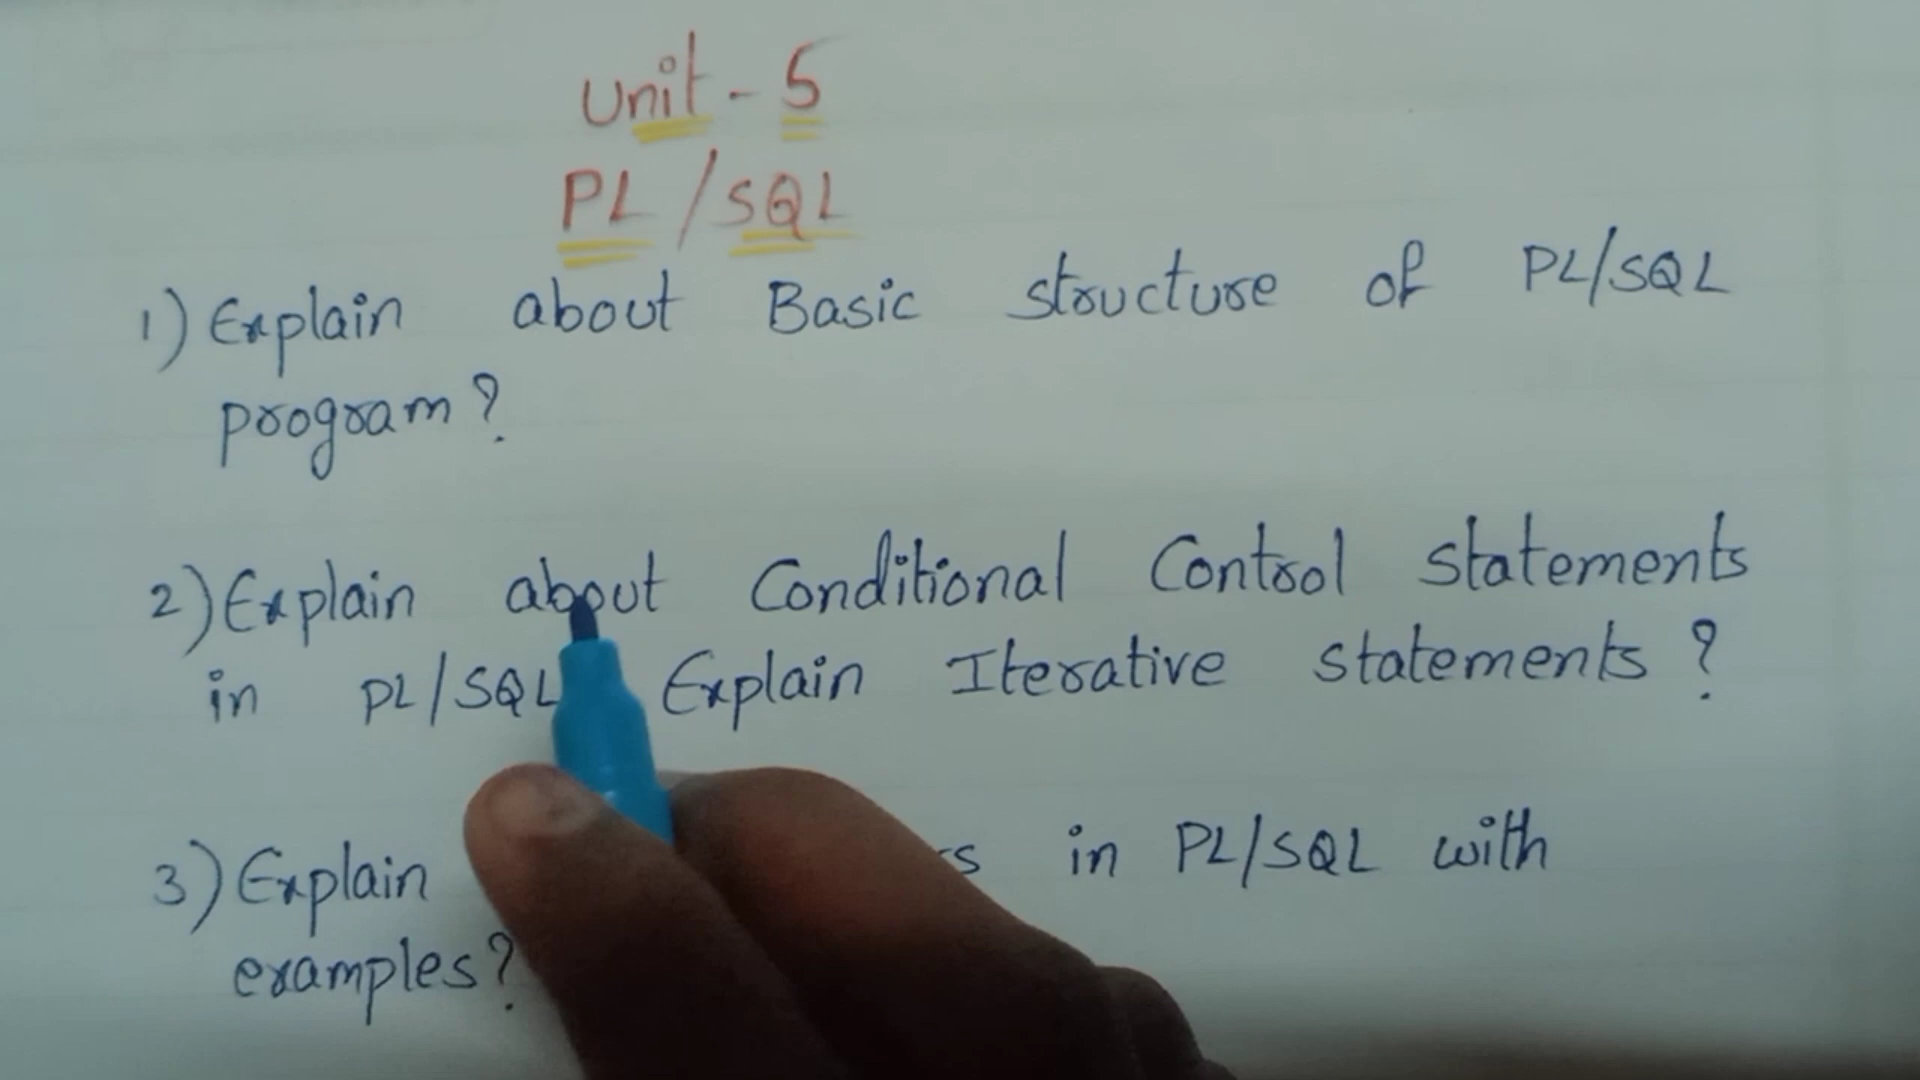 Unit - 5
PL/SQL
1) Explain about Basic structure of PL/SQL
program?
2) Explain about Conditional Control Statements
in PL/SQL Explain Iterative statements?
3) Explain in PL/SQL with
examples?